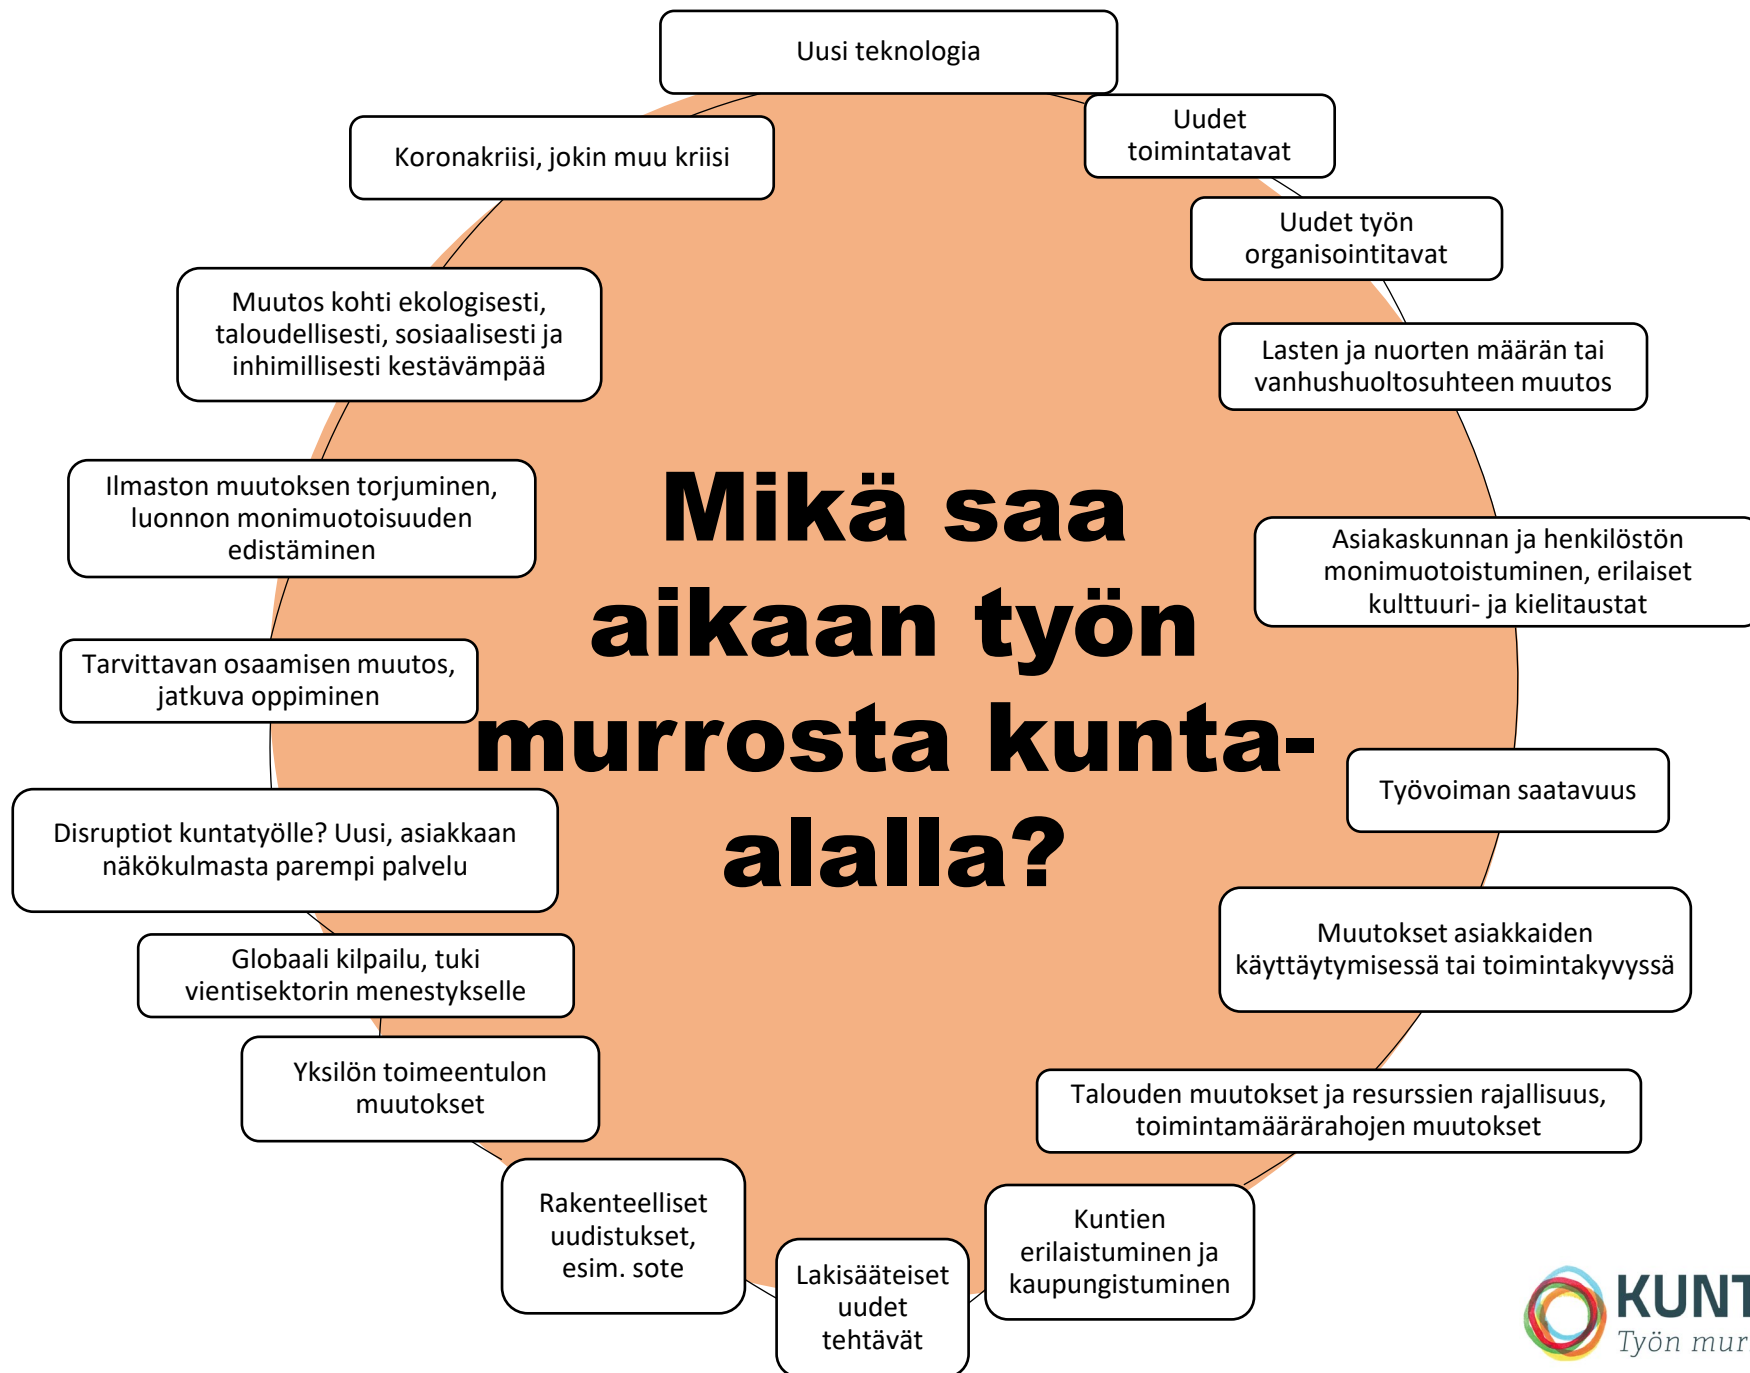 Uusi teknologia
Uudet
toimintatavat
Uudet työn
organisointitavat
Lasten ja nuorten määrän tai
vanhushuoltosuhteen muutos
Asiakaskunnan ja henkilöstön
monimuotoistuminen, erilaiset
kulttuuri- ja kielitaustat
Työvoiman saatavuus
Muutokset asiakkaiden
käyttäytymisessä tai toimintakyvyssä
Talouden muutokset ja resurssien rajallisuus,
toimintamäärärahojen muutokset
Kuntien
erilaistuminen ja
kaupungistuminen
Lakisääteiset
uudet
tehtävät
Rakenteelliset
uudistukset,
esim. sote
Yksilön toimeentulon
muutokset
Globaali kilpailu, tuki
vientisektorin menestykselle
Disruptiot kuntatyölle? Uusi, asiakkaan
näkökulmasta parempi palvelu
Tarvittavan osaamisen muutos,
jatkuva oppiminen
Ilmaston muutoksen torjuminen,
luonnon monimuotoisuuden
edistäminen
Muutos kohti ekologisesti,
taloudellisesti, sosiaalisesti ja
inhimillisesti kestävämpää
Koronakriisi, jokin muu kriisi
Mikä saa
aikaan työn
murrosta kunta-
alalla?
KUNT
Työn mur